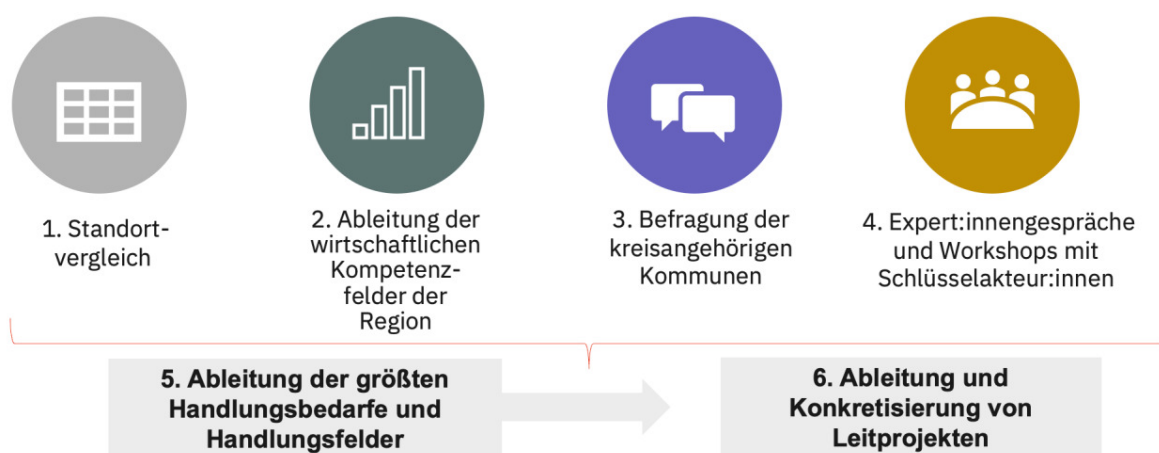 1. Standort-
vergleich
2. Ableitung der
wirtschaftlichen
Kompetenz-
felder der
Region
3. Befragung der
kreisangehörigen
Kommunen
4. Expert:innengespräche
und Workshops mit
Schlüsselakteur:innen
5. Ableitung der größten
Handlungsbedarfe und
Handlungsfelder
6. Ableitung und
Konkretisierung von
Leitprojekten